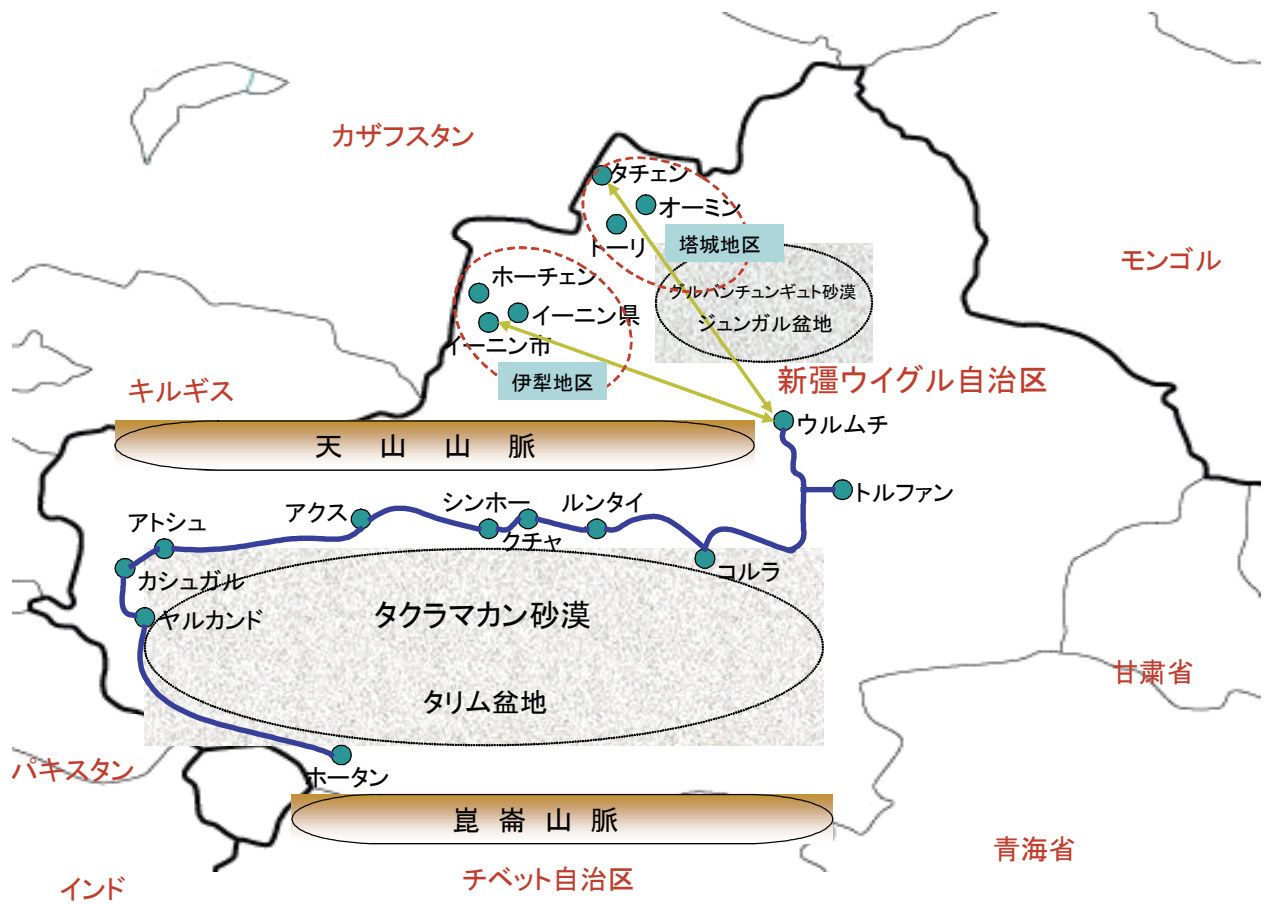 カザフスタン
タチェン
オーミン
トーリ
塔城地区
モンゴル
ホーチェン
グルバンチュンギュト砂漠
イーニン県
ジュンガル盆地
イーニン市
伊犁地区
新疆ウイグル自治区
キルギス
ウルムチ
天山山脈
トルファン
シンホー
ルンタイ
アクス
アトシュ
クチャ
コルラ
カシュガル
ヤルカンド
タクラマカン砂漠
甘粛省
タリム盆地
パキスタン
ホータン
崑崙山脈
青海省
チベット自治区
インド